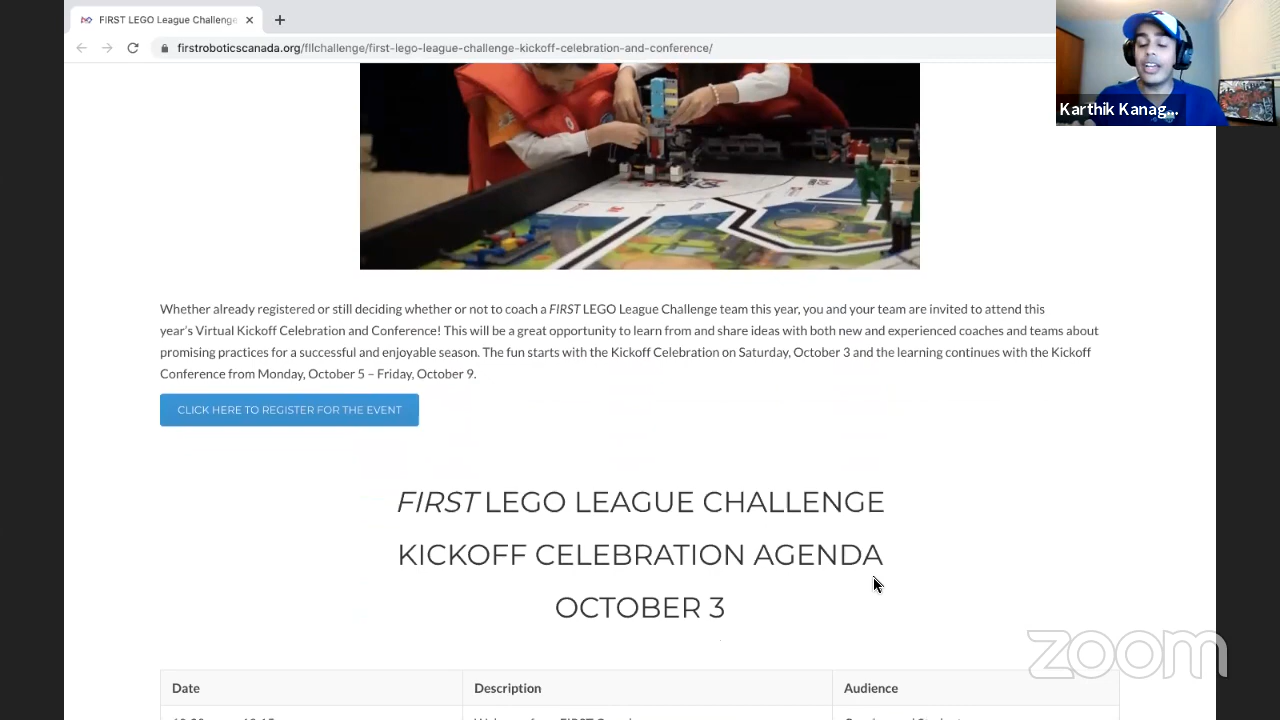 FIRST LEGO League Challenge
firstroboticscanada.org/fllchallenge/first-lego-league-challenge-kickoff-celebration-and-conference/
Karthik Kanag...
Whether already registered or still deciding whether or not to coach a FIRST LEGO League Challenge team this year, you and your team are invited to attend this
year's Virtual Kickoff Celebration and Conference! This will be a great opportunity to learn from and share ideas with both new and experienced coaches and teams about
promising practices for a successful and enjoyable season. The fun starts with the Kickoff Celebration on Saturday, October 3 and the learning continues with the Kickoff
Conference from Monday, October 5 – Friday, October 9.
CLICK HERE TO REGISTER FOR THE EVENT
FIRST LEGO LEAGUE CHALLENGE
KICKOFF CELEBRATION AGENDA
OCTOBER 3
zoom
Date Description Audience